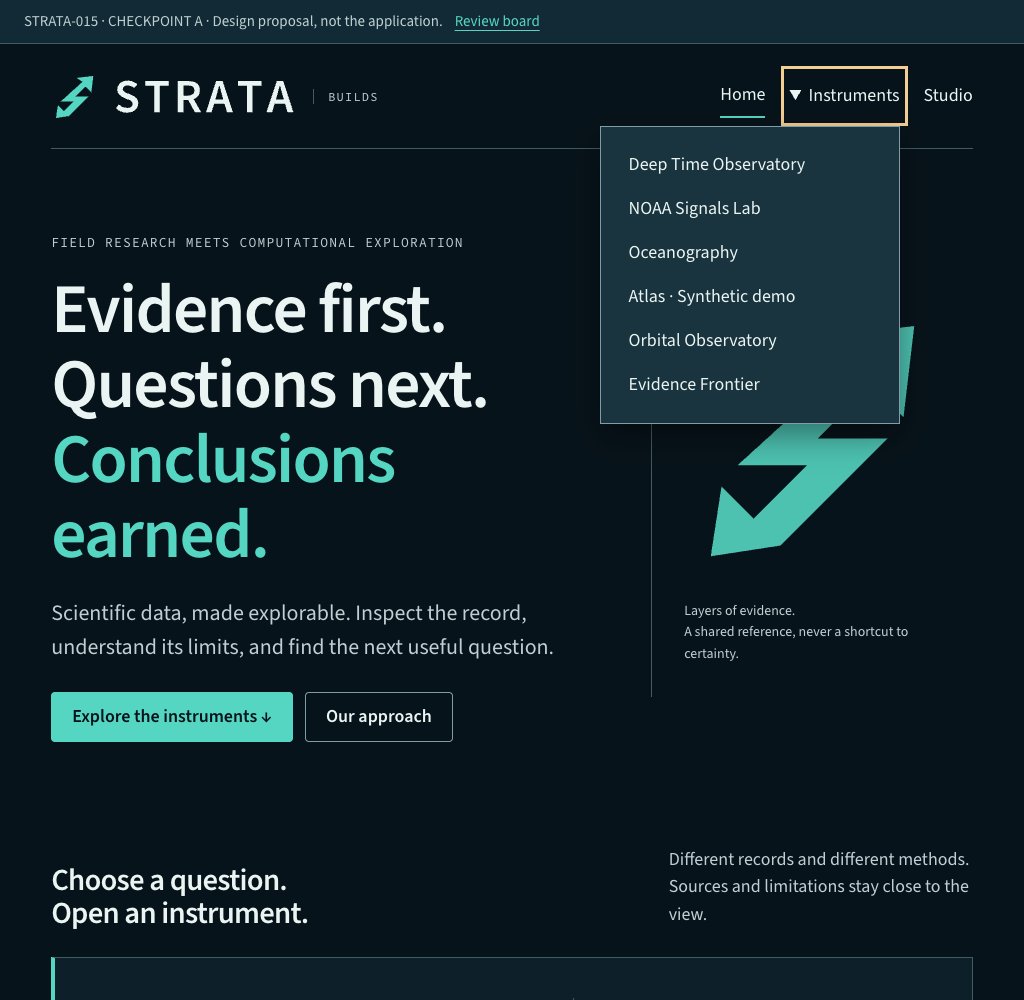 STRATA-015 · CHECKPOINT A · Design proposal, not the application. Review board
STRATA BUILDS
Home ▼ Instruments Studio
Deep Time Observatory
NOAA Signals Lab
Oceanography
Atlas · Synthetic demo
Orbital Observatory
Evidence Frontier
FIELD RESEARCH MEETS COMPUTATIONAL EXPLORATION
Evidence first.
Questions next.
Conclusions
earned.
Scientific data, made explorable. Inspect the record,
understand its limits, and find the next useful question.
Explore the instruments ↓ Our approach
Layers of evidence.
A shared reference, never a shortcut to
certainty.
Choose a question.
Open an instrument.
Different records and different methods.
Sources and limitations stay close to the
view.